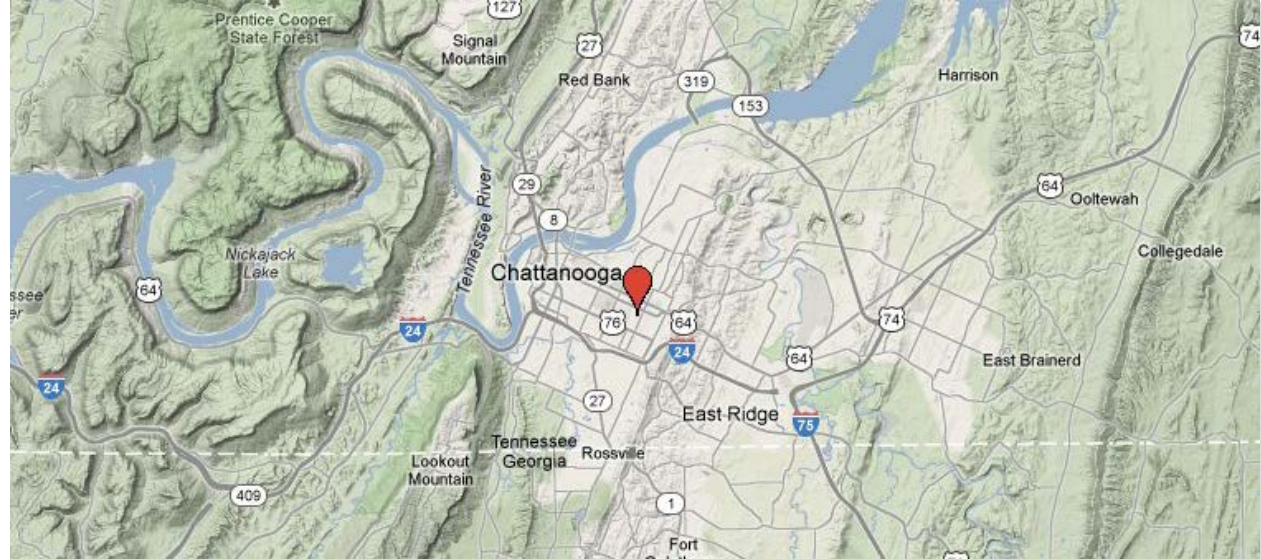 Prentice Cooper
State Forest
127
Signal
Mountain
27
Red Bank
319
153
Harrison
74
29
8
Tennessee River
64
Ooltewah
Collegedale
Nickajack
Lake
64
Chattanooga
24
76
64
24
74
64
East Brainerd
24
27
East Ridge
75
Tennessee
Georgia
Rossville
Lookout
Mountain
409
1
Fort